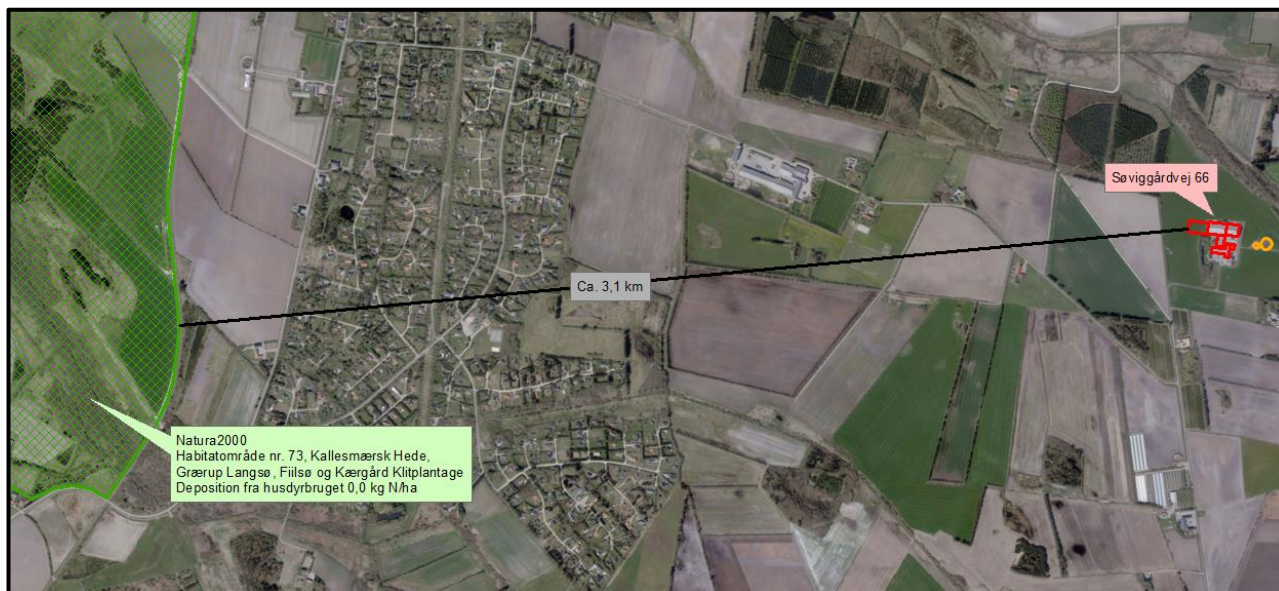 Søviggårdvej 66
Ca. 3,1 km
Natura2000
Habitatområde nr. 73, Kallesmærsk Hede,
Grærup Langsø, Fiilsø og Kærgård Klitplantage
Deposition fra husdyrbruget 0,0 kg N/ha